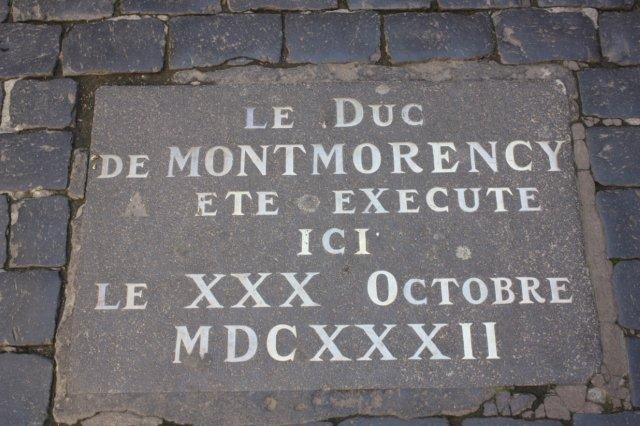 LE DUC
DE MONTMORENCY
A ETE EXECUTE
ICI
LE XXX OCTOBRE
MDCXXXII